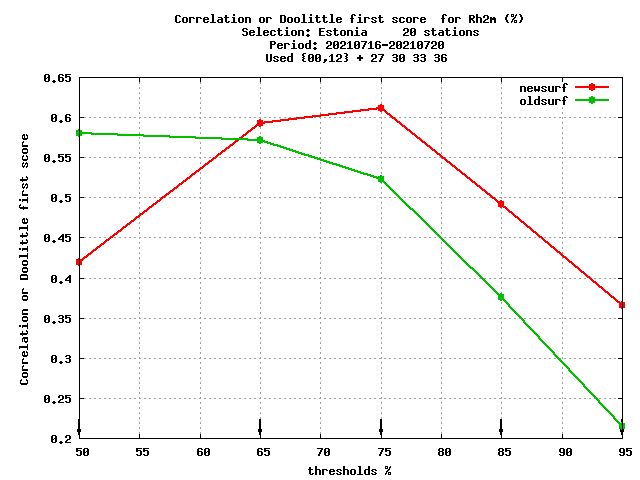 Correlation or Doolittle first score  for Rh2m (%)
Selection: Estonia     20 stations
Period: 20210716-20210720
Used {00,12} + 27 30 33 36
newsurf
oldsurf
Correlation or Doolittle first score
0.65
0.6
0.55
0.5
0.45
0.4
0.35
0.3
0.25
0.2
50 55 60 65 70 75 80 85 90 95
thresholds %